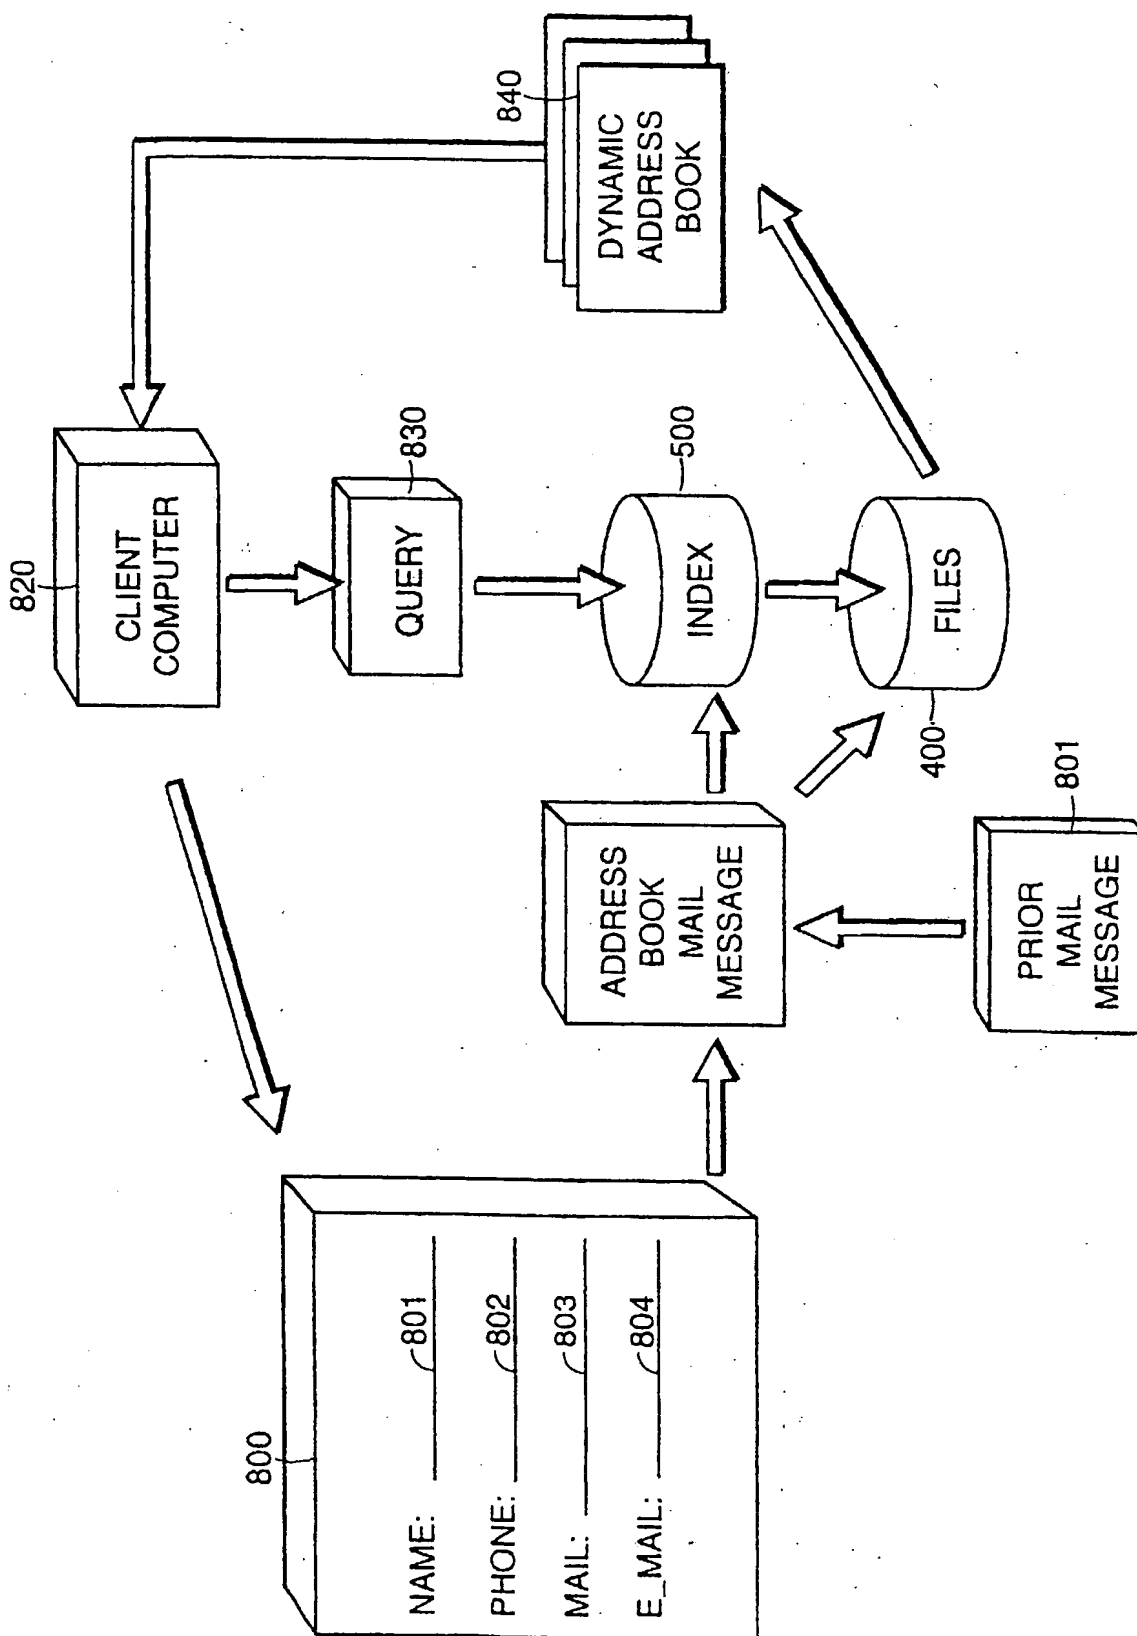 800
NAME:
801
PHONE:
802
MAIL:
803
E_MAIL:
804
820
CLIENT
COMPUTER
QUERY
830
ADDRESS
BOOK
MAIL
MESSAGE
INDEX
500
PRIOR
MAIL
MESSAGE
801
400
FILES
840
DYNAMIC
ADDRESS
BOOK